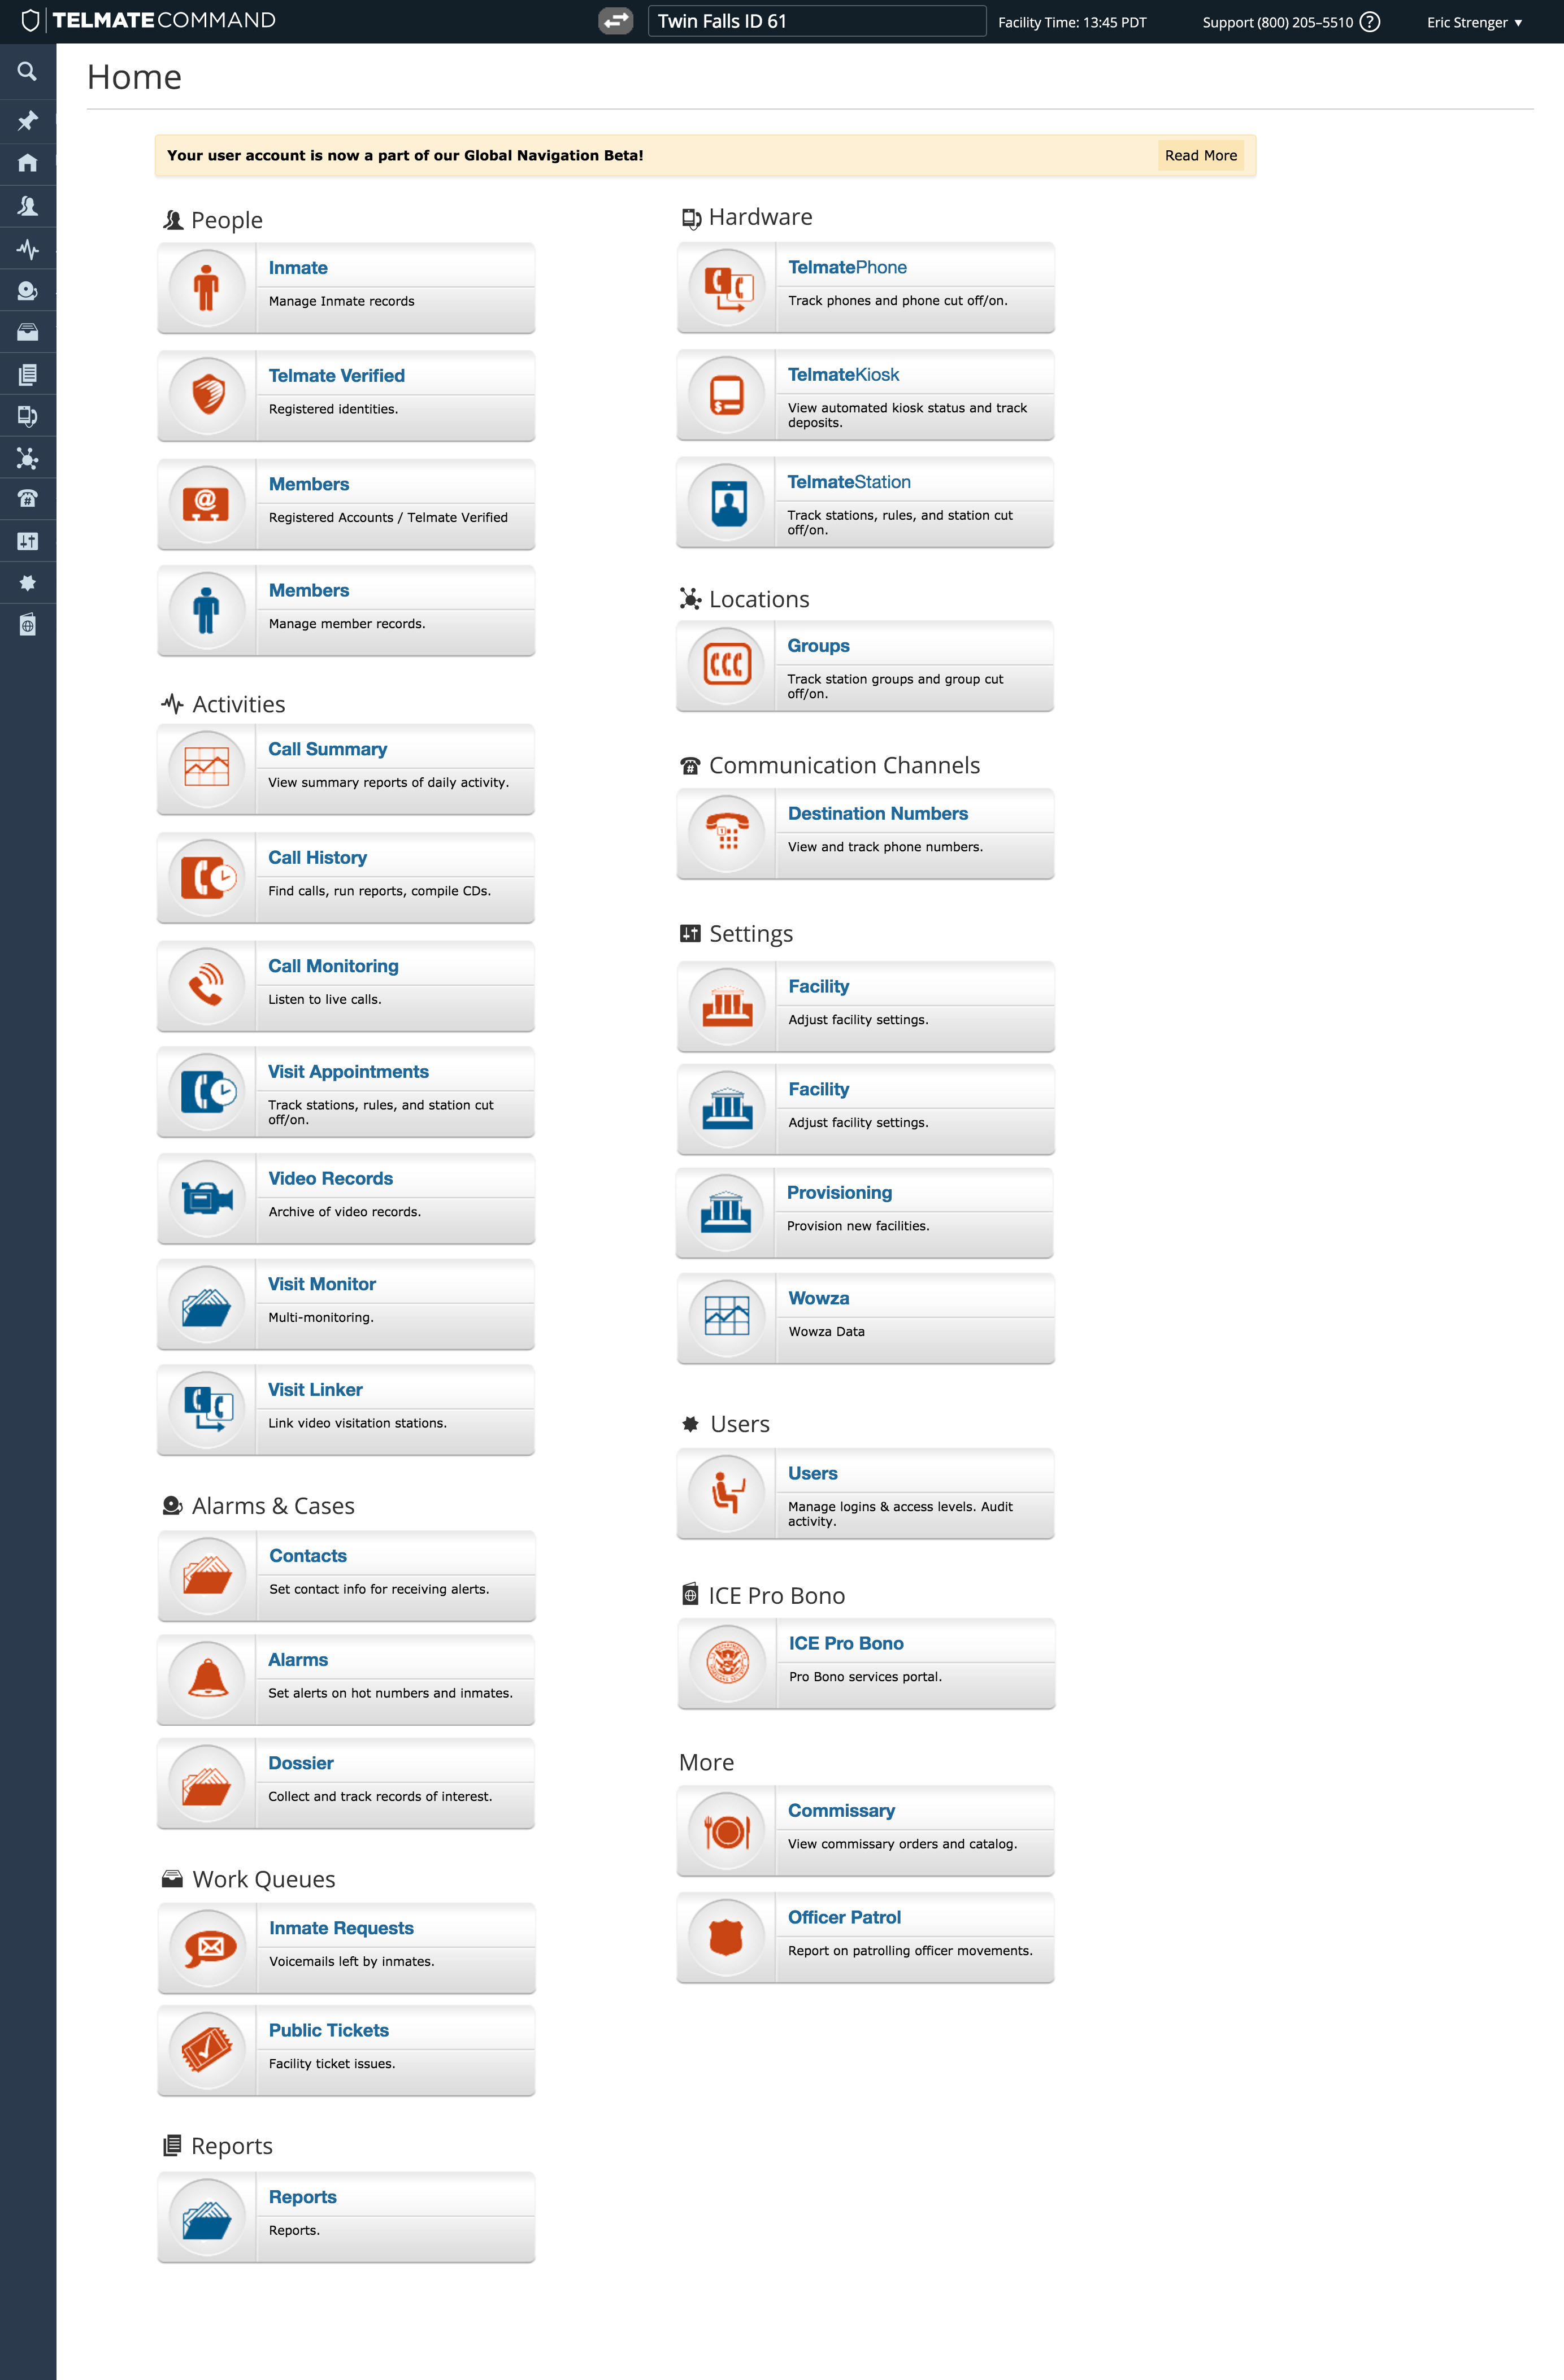 TELMATECOMMAND
Twin Falls ID 61
Facility Time: 13:45 PDT
Support (800) 205–5510 ?
Eric Strenger ▼
Home
Your user account is now a part of our Global Navigation Beta!
Read More
People
Inmate
Manage Inmate records
Telmate Verified
Registered identities.
@
Members
Registered Accounts / Telmate Verified
Members
Manage member records.
Activities
Call Summary
View summary reports of daily activity.
Call History
Find calls, run reports, compile CDs.
Call Monitoring
Listen to live calls.
Visit Appointments
Track stations, rules, and station cut
off/on.
Video Records
Archive of video records.
Visit Monitor
Multi-monitoring.
Visit Linker
Link video visitation stations.
Alarms & Cases
Contacts
Set contact info for receiving alerts.
Alarms
Set alerts on hot numbers and inmates.
Dossier
Collect and track records of interest.
Work Queues
Inmate Requests
Voicemails left by inmates.
Public Tickets
Facility ticket issues.
Reports
Reports
Reports.
Hardware
TelmatePhone
Track phones and phone cut off/on.
$
TelmateKiosk
View automated kiosk status and track
deposits.
TelmateStation
Track stations, rules, and station cut
off/on.
Locations
Groups
Track station groups and group cut
off/on.
Communication Channels
1
Destination Numbers
View and track phone numbers.
Settings
Facility
Adjust facility settings.
Facility
Adjust facility settings.
Provisioning
Provision new facilities.
Wowza
Wowza Data
Users
Users
Manage logins & access levels. Audit
activity.
ICE Pro Bono
ICE Pro Bono
Pro Bono services portal.
More
Commissary
View commissary orders and catalog.
Officer Patrol
Report on patrolling officer movements.